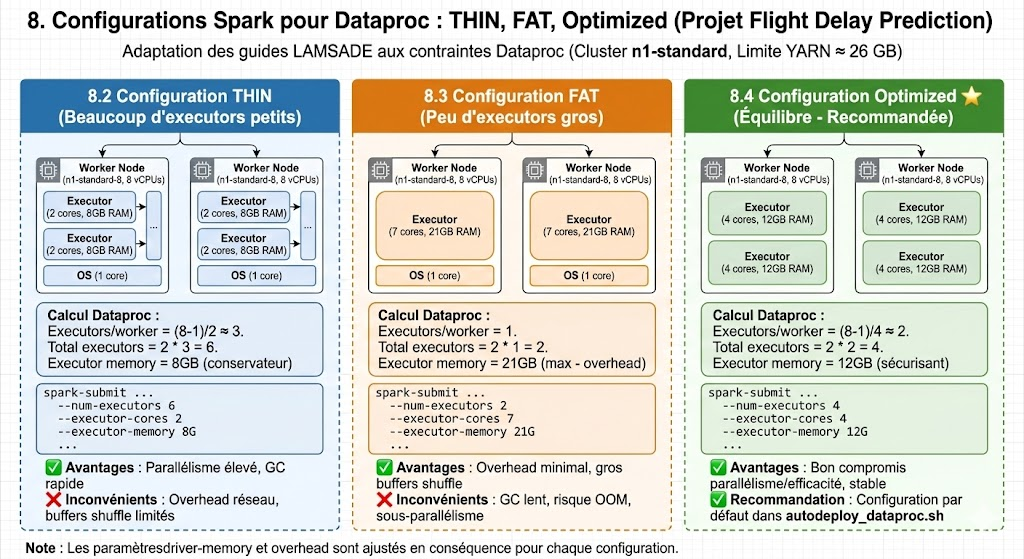 8. Configurations Spark pour Dataproc : THIN, FAT, Optimized (Projet Flight Delay Prediction)
Adaptation des guides LAMSADE aux contraintes Dataproc (Cluster n1-standard, Limite YARN ≈ 26 GB)
8.2 Configuration THIN
(Beaucoup d'executors petits)
Worker Node
(n1-standard-8, 8 vCPUs)
Executor
(2 cores, 8GB RAM)
Executor
(2 cores, 8GB RAM)
...
OS (1 core)
Worker Node
(n1-standard-8, 8 vCPUs)
Executor
(2 cores, 8GB RAM)
Executor
(2 cores, 8GB RAM)
...
OS (1 core)
Calcul Dataproc :
Executors/worker = (8-1)/2 ≈ 3.
Total executors = 2 * 3 = 6.
Executor memory = 8GB (conservateur)
spark-submit ...
--num-executors 6
--executor-cores 2
--executor-memory 8G
...
✅ Avantages : Parallélisme élevé, GC
rapide
❌ Inconvénients : Overhead réseau,
buffers shuffle limités
8.3 Configuration FAT
(Peu d'executors gros)
Worker Node
(n1-standard-8, 8 vCPUs)
Executor
(7 cores, 21GB RAM)
OS (1 core)
Worker Node
(n1-standard-8, 8 vCPUs)
Executor
(7 cores, 21GB RAM)
OS (1 core)
Calcul Dataproc :
Executors/worker = 1.
Total executors = 2 * 1 = 2.
Executor memory = 21GB (max - overhead)
spark-submit ...
--num-executors 2
--executor-cores 7
--executor-memory 21G
...
✅ Avantages : Overhead minimal, gros
buffers shuffle
❌ Inconvénients : GC lent, risque OOM,
sous-parallélisme
8.4 Configuration Optimized ⭐
(Équilibre - Recommandée)
Worker Node
(n1-standard-8, 8 vCPUs)
Executor
(4 cores, 12GB RAM)
Executor
(4 cores, 12GB RAM)
Worker Node
(n1-standard-8, 8 vCPUs)
Executor
(4 cores, 12GB RAM)
Executor
(4 cores, 12GB RAM)
Calcul Dataproc :
Executors/worker = (8-1)/4 ≈ 2.
Total executors = 2 * 2 = 4.
Executor memory = 12GB (sécurisant)
spark-submit ...
--num-executors 4
--executor-cores 4
--executor-memory 12G
...
✅ Avantages : Bon compromis
parallélisme/efficacité, stable
✅ Recommandation : Configuration par
défaut dans autodeploy_dataproc.sh
Note : Les paramètresdriver-memory et overhead sont ajustés en conséquence pour chaque configuration.